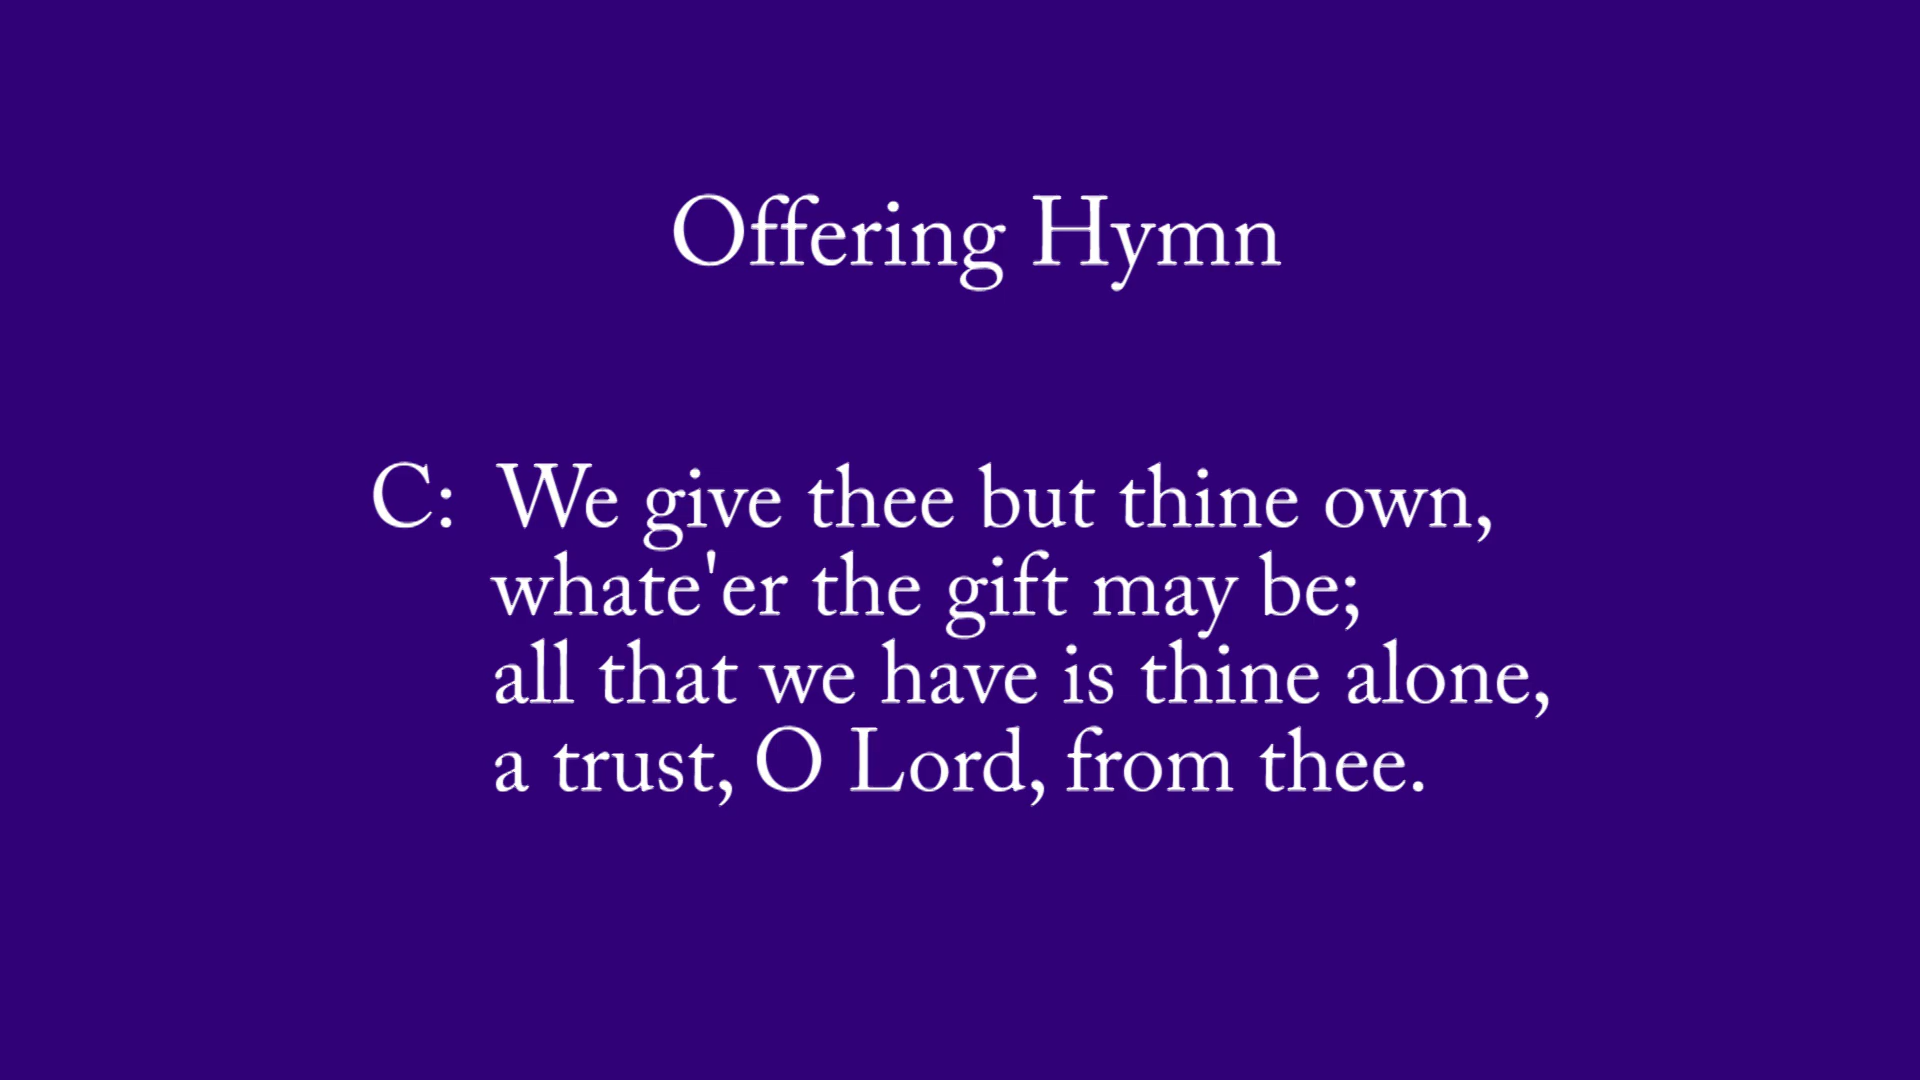 Offering Hymn
C: We give thee but thine own,
whate'er the gift may be;
all that we have is thine alone,
a trust, O Lord, from thee.